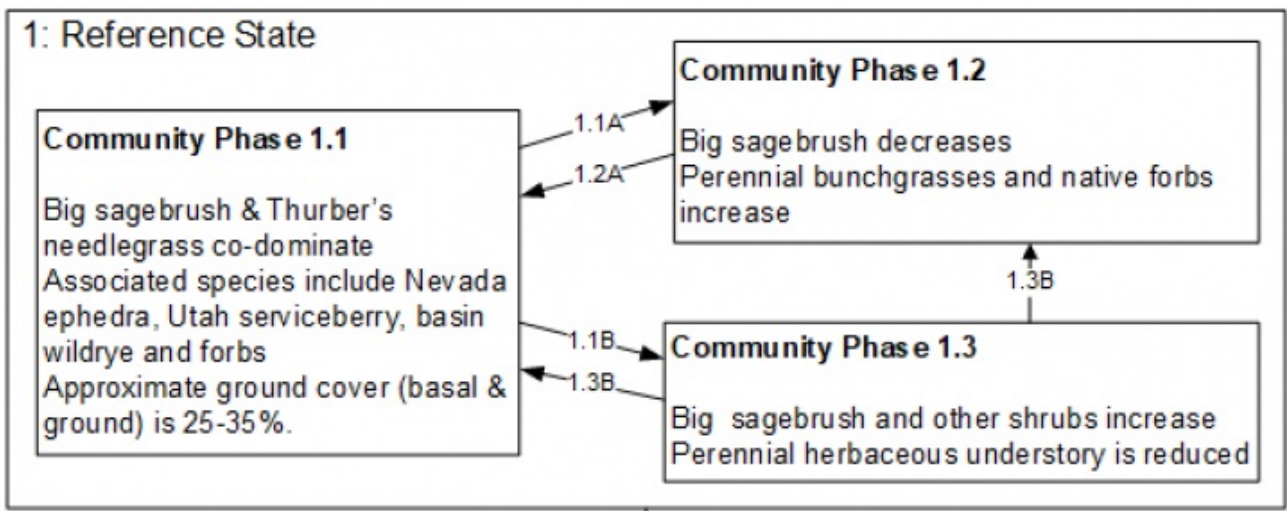 1: Reference State
Community Phase 1.1
Big sagebrush & Thurber's
needlegrass co-dominate
Associated species include Nevada
ephedra, Utah serviceberry, basin
wildrye and forbs
Approximate ground cover (basal &
ground) is 25-35%.
1.1A
1.2A
Community Phase 1.2
Big sagebrush decreases
Perennial bunchgrasses and native forbs
increase
1.3B
1.1B
1.3B
Community Phase 1.3
Big sagebrush and other shrubs increase
Perennial herbaceous understory is reduced